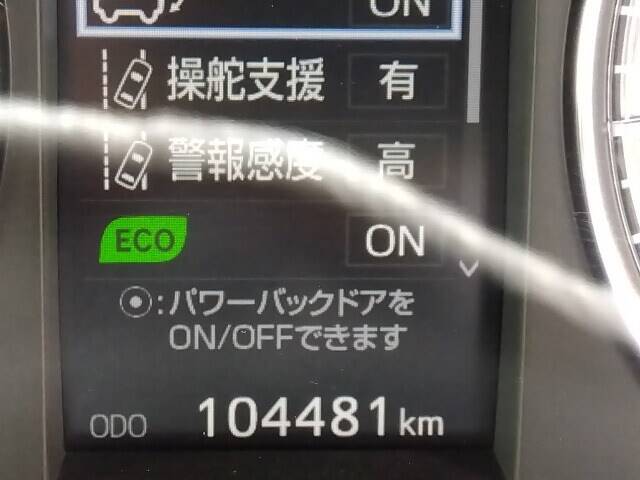 ON
操舵支援 有
警報感度 高
ECO ON
⦿:パワーバックドアを
ON/OFFできます
ODO 104481km